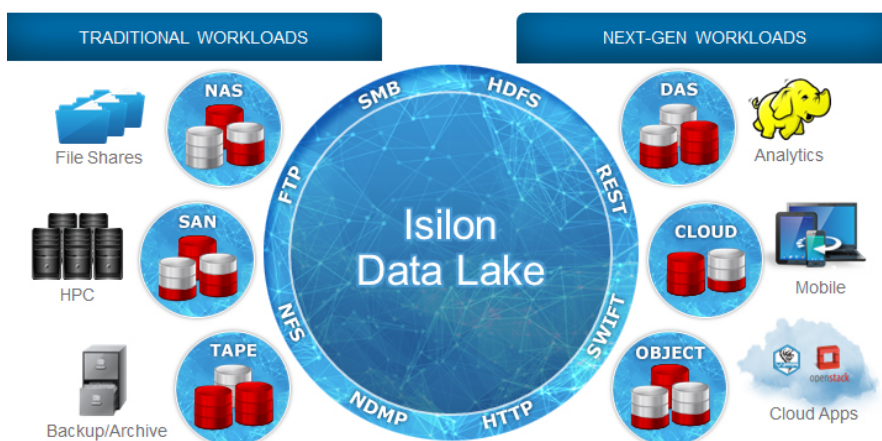 TRADITIONAL WORKLOADS
NEXT-GEN WORKLOADS
NAS
File Shares
SAN
HPC
TAPE
Backup/Archive
SMB
HDFS
FTP
REST
Isilon
Data Lake
NFS
SWIFT
NDMP
HTTP
DAS
Analytics
CLOUD
Mobile
OBJECT
openstack
Cloud Apps